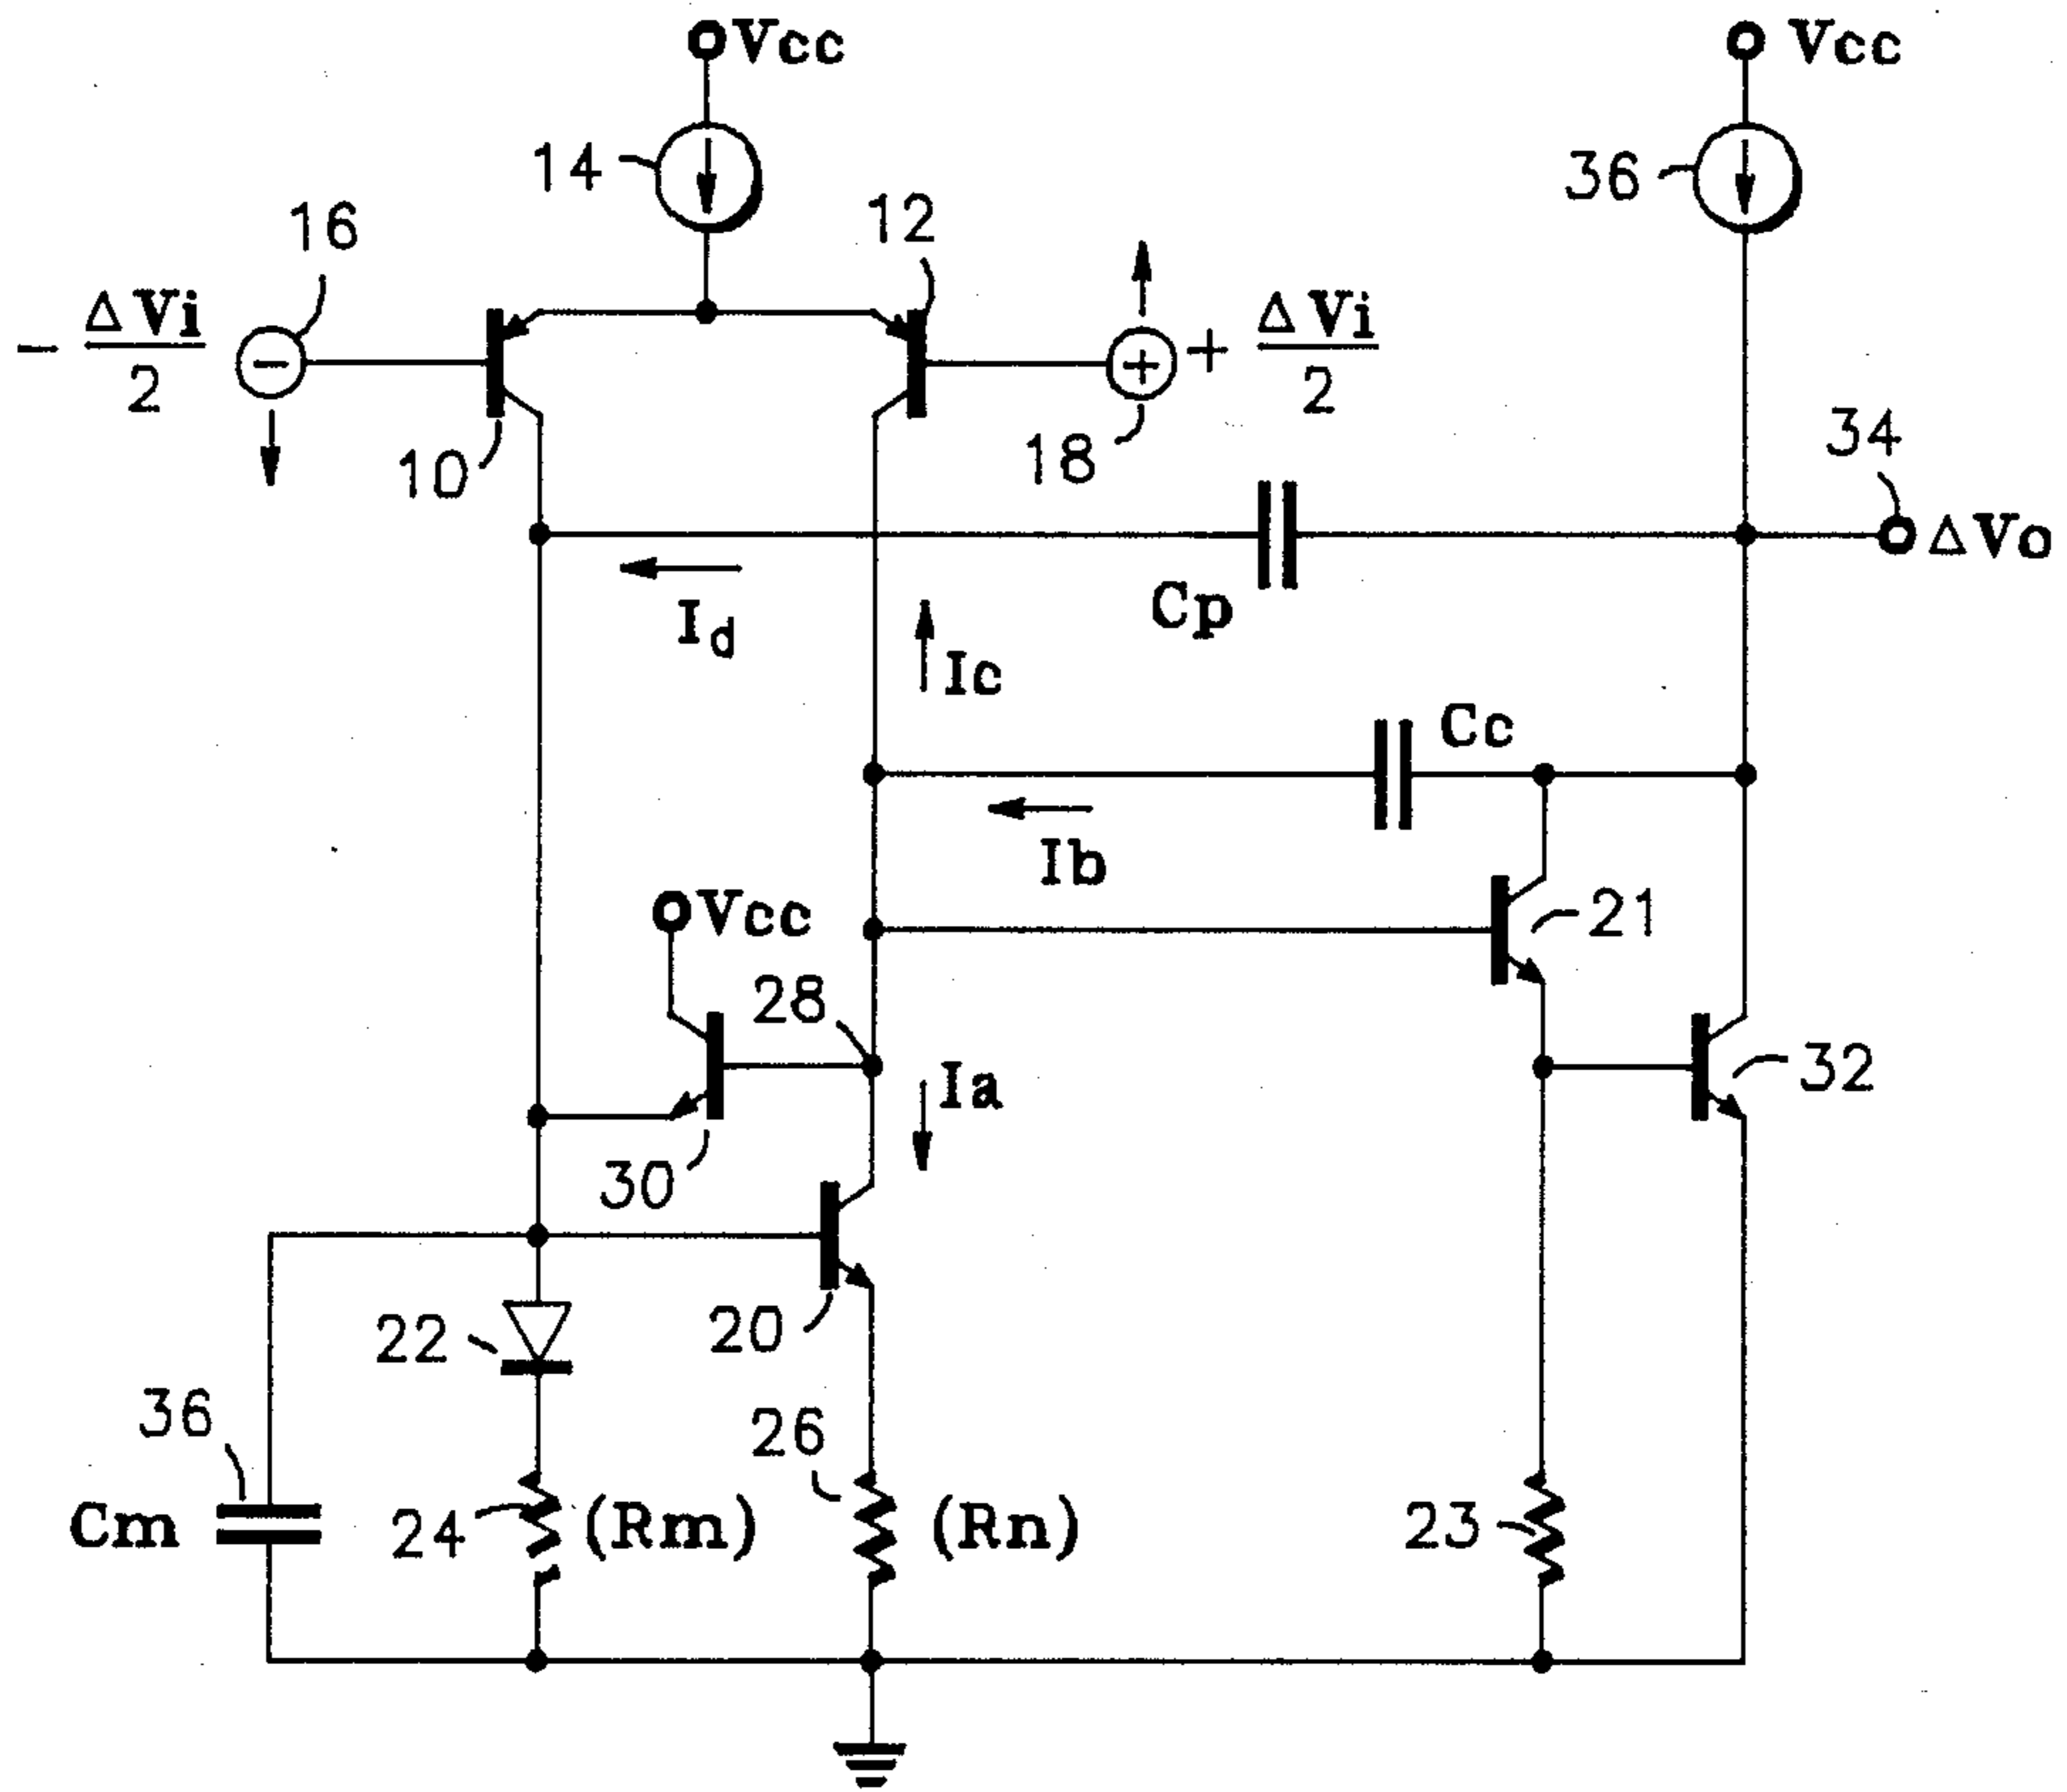 Vcc
Vcc
14
36
16
12
- ΔVi/2
-
+
+ ΔVi/2
10
18
34
ΔVo
Id
Cp
Ic
Cc
Ib
Vcc
21
28
Ia
32
30
22
20
36
26
Cm
24
(Rm)
(Rn)
23